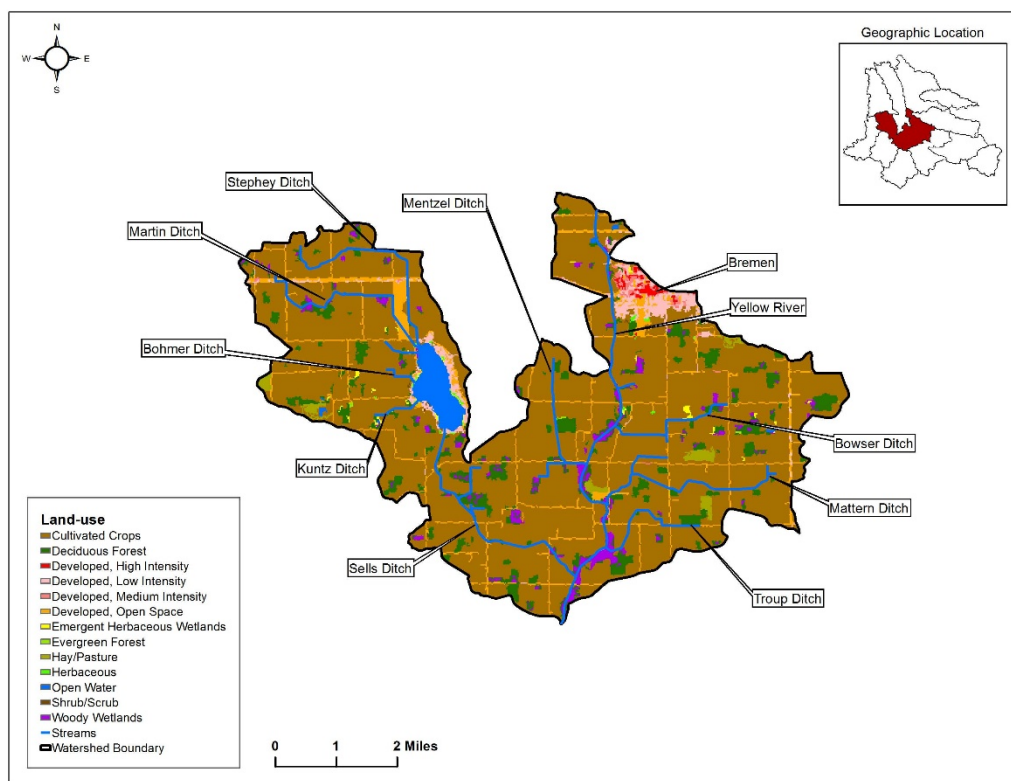 N
W
E
S
Geographic Location
Stephey Ditch
Mentzel Ditch
Martin Ditch
Bremen
Yellow River
Bohmer Ditch
Bowser Ditch
Kuntz Ditch
Mattern Ditch
Sells Ditch
Troup Ditch
Land-use
Cultivated Crops
Deciduous Forest
Developed, High Intensity
Developed, Low Intensity
Developed, Medium Intensity
Developed, Open Space
Emergent Herbaceous Wetlands
Evergreen Forest
Hay/Pasture
Herbaceous
Open Water
Shrub/Scrub
Woody Wetlands
Streams
Watershed Boundary
0 1 2 Miles